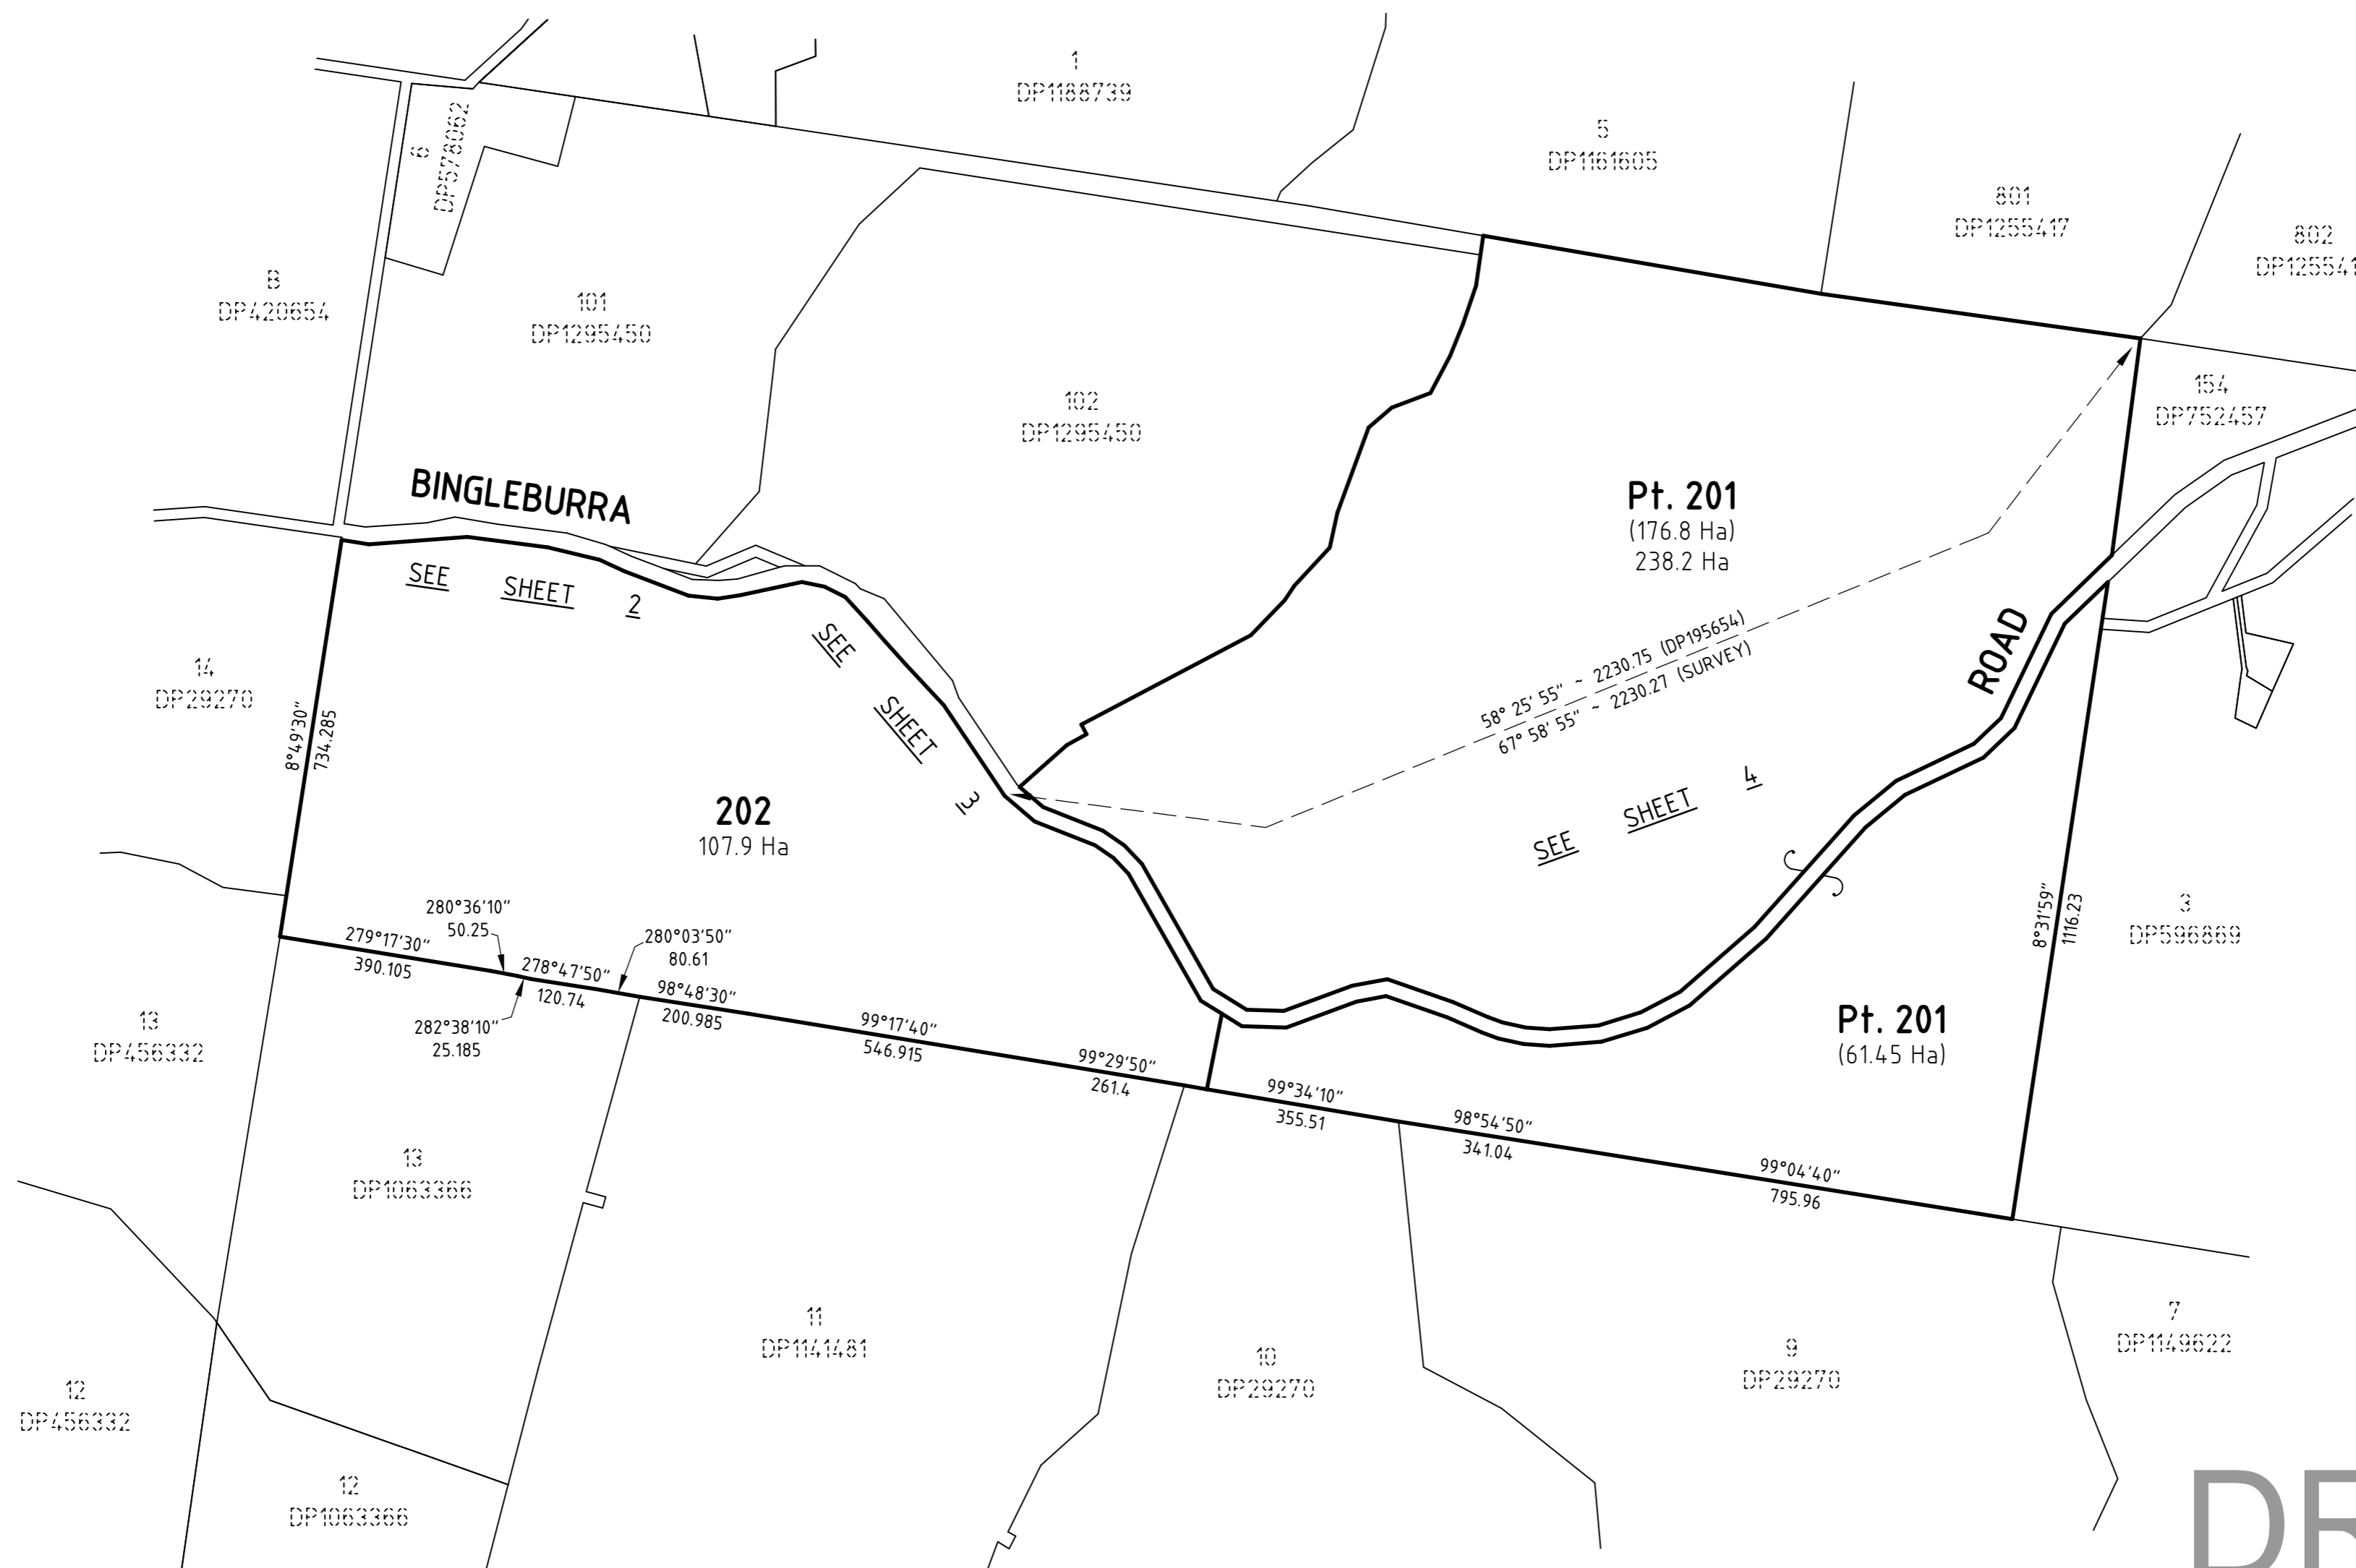 1
DP1188739
5
DP1161605
801
DP1255417
802
6
DP578062
B
DP420654
101
DP1295450
102
DP1295450
154
DP752457
BINGLEBURRA
SEE SHEET 2
SEE SHEET 3
Pt. 201
(176.8 Ha)
238.2 Ha
58° 25' 55" ~ 2230.75 (DP195654)
67° 58' 55" ~ 2230.27 (SURVEY)
ROAD
SEE SHEET 4
14
DP29270
8°49'30"
734.285
202
107.9 Ha
280°36'10"
50.25
279°17'30"
390.105
282°38'10"
25.185
278°47'50"
120.74
280°03'50"
80.61
98°48'30"
200.985
99°17'40"
546.915
99°29'50"
261.4
99°34'10"
355.51
98°54'50"
341.04
99°04'40"
795.96
8°31'59"
1116.23
Pt. 201
(61.45 Ha)
3
DP596869
13
DP456332
13
DP1063366
12
DP456332
12
DP1063366
11
DP1141481
10
DP29270
9
DP29270
7
DP1149622